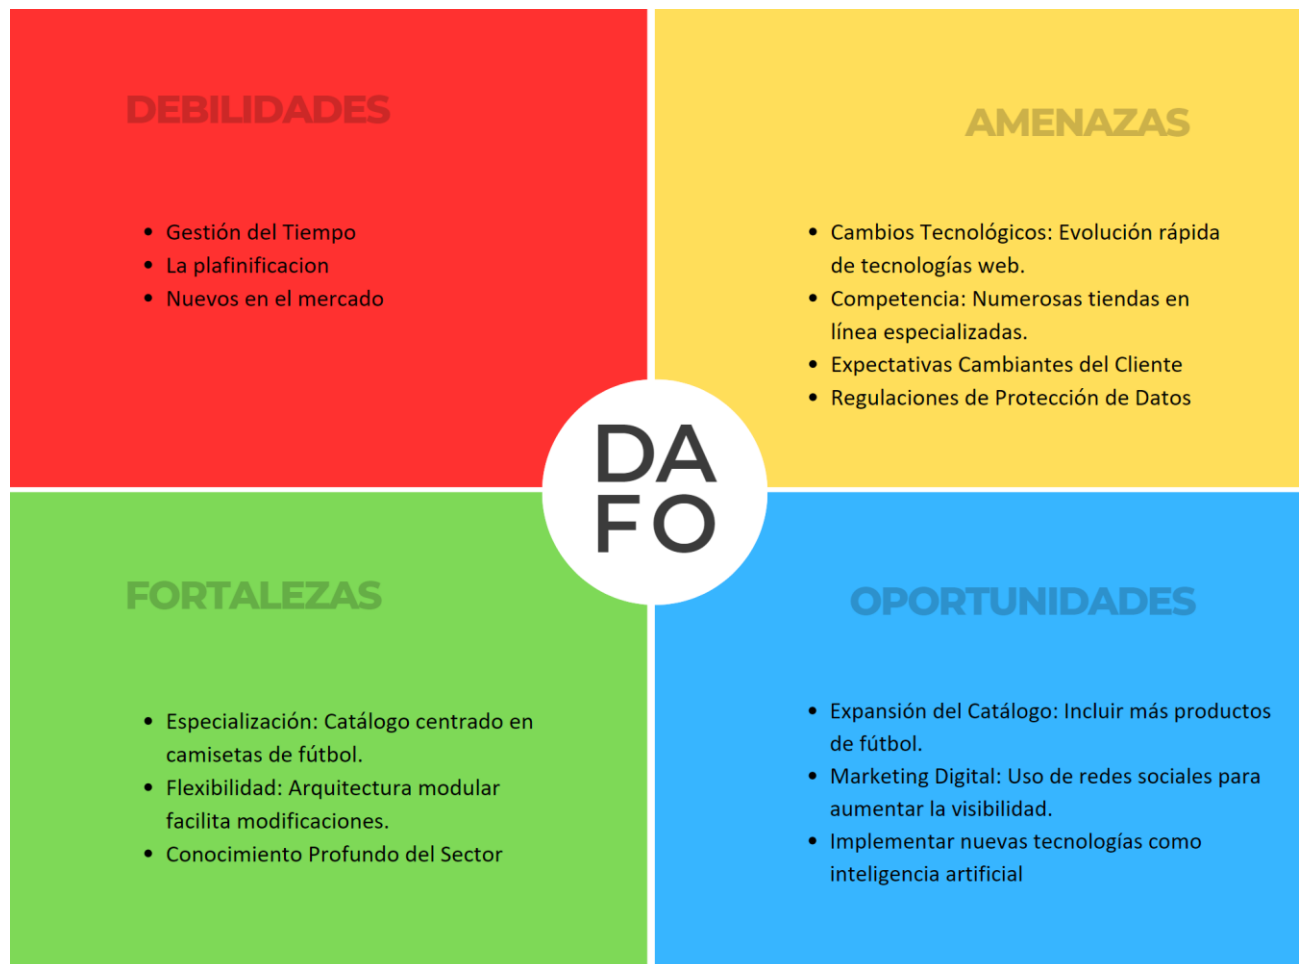 DEBILIDADES
• Gestión del Tiempo
• La plafinificacion
• Nuevos en el mercado
AMENAZAS
• Cambios Tecnológicos: Evolución rápida
de tecnologías web.
• Competencia: Numerosas tiendas en
línea especializadas.
• Expectativas Cambiantes del Cliente
• Regulaciones de Protección de Datos
DA
FO
FORTALEZAS
• Especialización: Catálogo centrado en
camisetas de fútbol.
• Flexibilidad: Arquitectura modular
facilita modificaciones.
• Conocimiento Profundo del Sector
OPORTUNIDADES
• Expansión del Catálogo: Incluir más productos
de fútbol.
• Marketing Digital: Uso de redes sociales para
aumentar la visibilidad.
• Implementar nuevas tecnologías como
inteligencia artificial